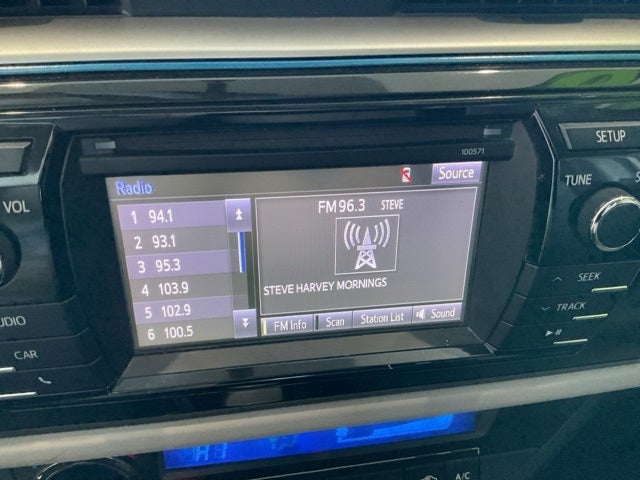 100571
SETUP
Radio
Source
VOL
TUNE
FM 96.3 STEVE
1 94.1
2 93.1
3 95.3
4 103.9
5 102.9
6 100.5
STEVE HARVEY MORNINGS
FM Info Scan Station List Sound
SEEK
TRACK
CAR
A/C